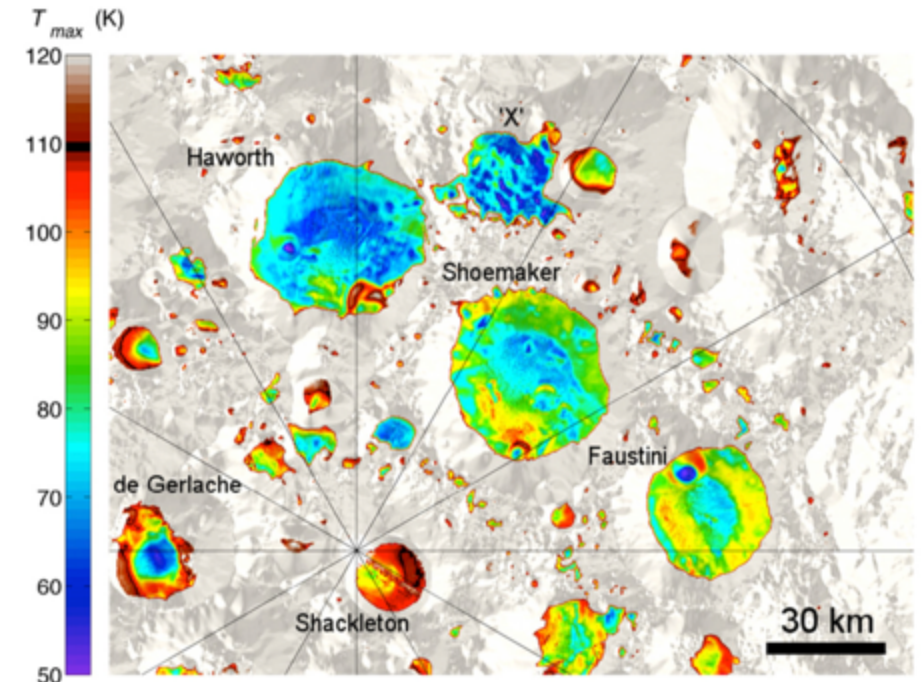 T max (K)
120
110
100
90
80
70
60
50
'X'
Haworth
Shoemaker
Faustini
de Gerlache
Shackleton
30 km